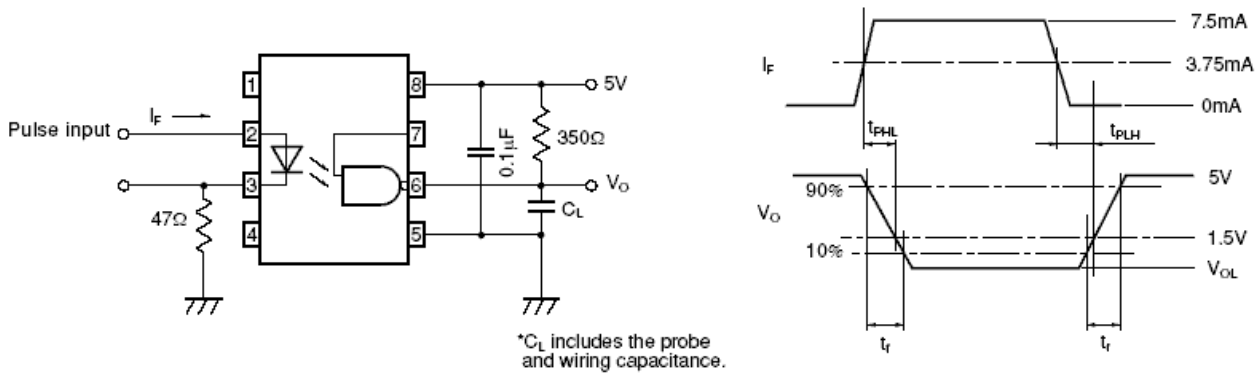 1
8
5V
I_F
Pulse input
2
7
0.1μF
350Ω
3
6
V_O
47Ω
C_L
4
5
*C_L includes the probe
and wiring capacitance.
7.5mA
I_F
3.75mA
0mA
t_PHL
t_PLH
90%
5V
V_O
1.5V
10%
V_OL
t_f
t_r